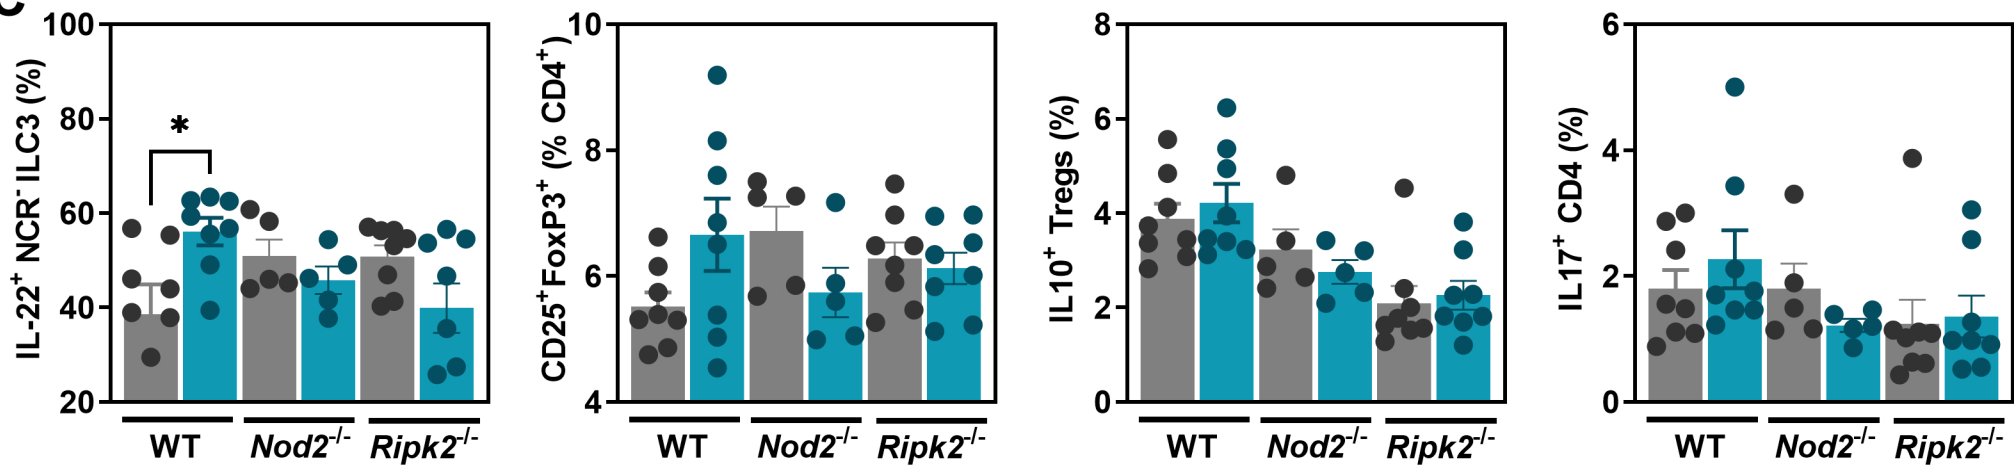 C
IL-22+ NCR- ILC3 (%)
100
80
60
40
20
*
WT
Nod2-/-
Ripk2-/-
CD25+FoxP3+ (% CD4+)
10
8
6
4
WT
Nod2-/-
Ripk2-/-
IL10+ Tregs (%)
8
6
4
2
0
WT
Nod2-/-
Ripk2-/-
IL17+ CD4 (%)
6
4
2
0
WT
Nod2-/-
Ripk2-/-